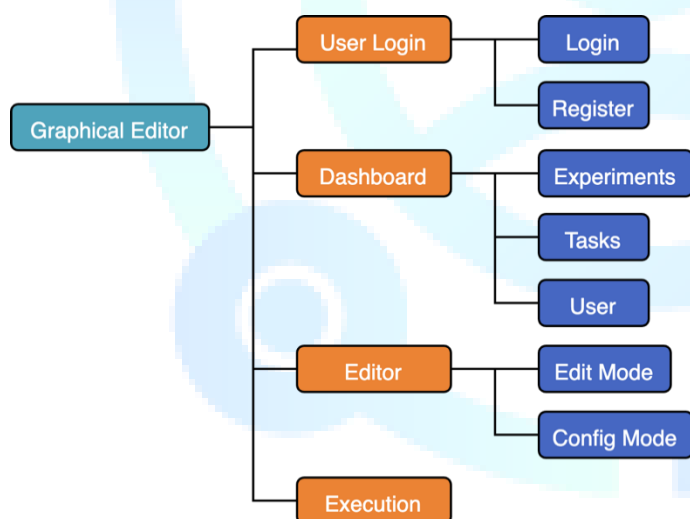 Graphical Editor
User Login
Login
Register
Dashboard
Experiments
Tasks
User
Editor
Edit Mode
Config Mode
Execution